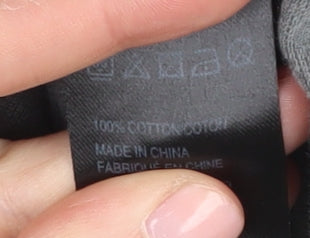 100% COTTON/COTON
MADE IN CHINA
FABRIQUÉ EN CHINE